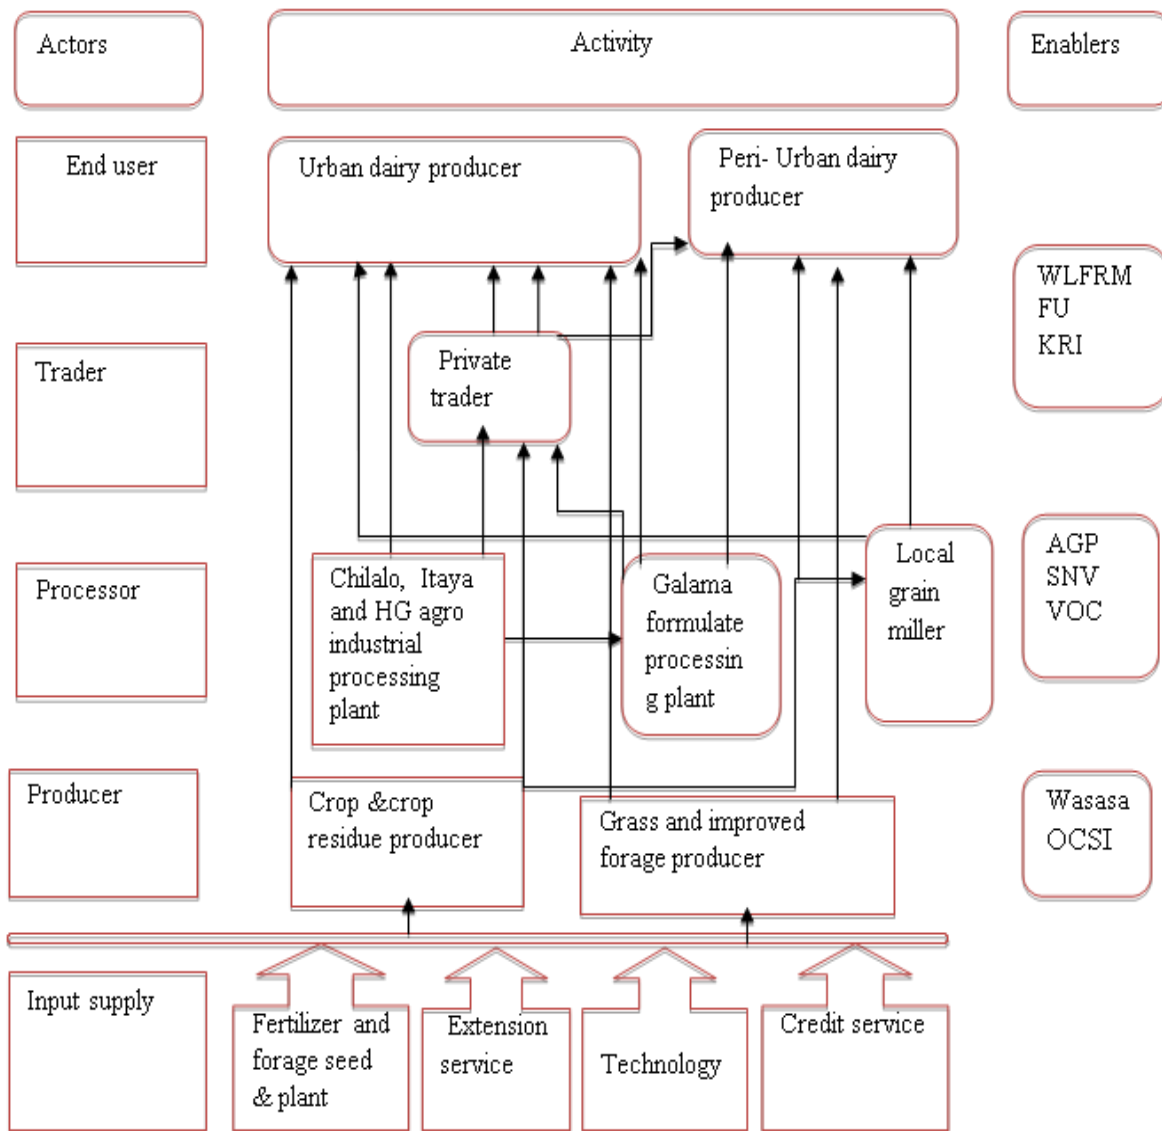 Actors
Activity
Enablers
End user
Urban dairy producer
Peri- Urban dairy
producer
WLFRM
FU
KRI
Trader
Private
trader
Processor
Chilalo, Itaya
and HG agro
industrial
processing
plant
Galama
formulate
processin
g plant
Local
grain
miller
AGP
SNV
VOC
Producer
Crop &crop
residue producer
Grass and improved
forage producer
Wasasa
OCSI
Input supply
Fertilizer and
forage seed
& plant
Extension
service
Technology
Credit service